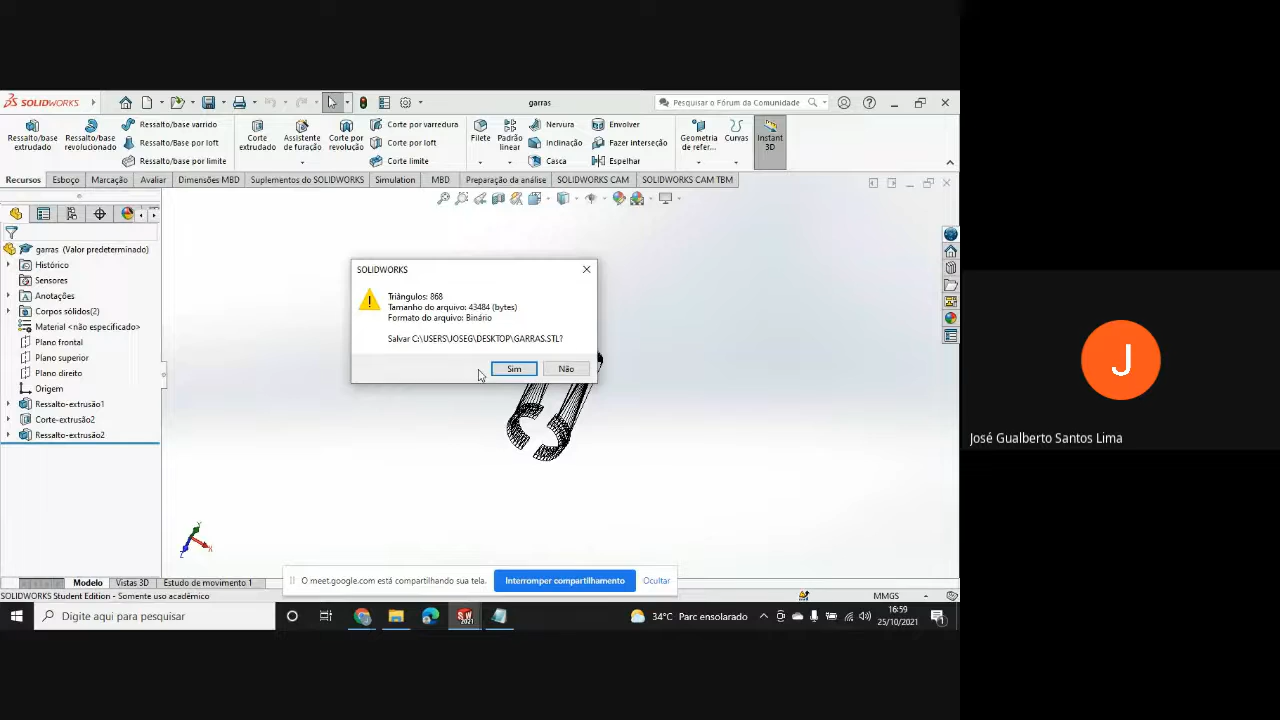 SOLIDWORKS
garras
Pesquisar o Fórum da Comunidade
Ressalto/base extrudado
Ressalto/base revolucionado
Ressalto/base varrido
Ressalto/base por loft
Ressalto/base por limite
Corte extrudado
Assistente de furação
Corte por revolução
Corte por varredura
Corte por loft
Corte limite
Filete
Padrão linear
Nervura
Inclinação
Casca
Envolver
Fazer interseção
Espelhar
Geometria de refer...
Curvas
Instant 3D
Recursos
Esboço
Marcação
Avaliar
Dimensões MBD
Suplementos do SOLIDWORKS
Simulation
MBD
Preparação da análise
SOLIDWORKS CAM
SOLIDWORKS CAM TBM
garras (Valor predeterminado)
Histórico
Sensores
Anotações
Corpos sólidos(2)
Material <não especificado>
Plano frontal
Plano superior
Plano direito
Origem
Ressalto-extrusão1
Corte-extrusão2
Ressalto-extrusão2
SOLIDWORKS
Triângulos: 868
Tamanho do arquivo: 43484 (bytes)
Formato do arquivo: Binário
Salvar C:\USERS\JOSEG\DESKTOP\GARRAS.STL?
Sim
Não
Y
X
Z
J
José Gualberto Santos Lima
O meet.google.com está compartilhando sua tela.
Interromper compartilhamento
Ocultar
Modelo
Vistas 3D
Estudo de movimento 1
SOLIDWORKS Student Edition - Somente uso acadêmico
MMGS
Digite aqui para pesquisar
SW 2021
34°C Parc ensolarado
16:59
25/10/2021
1